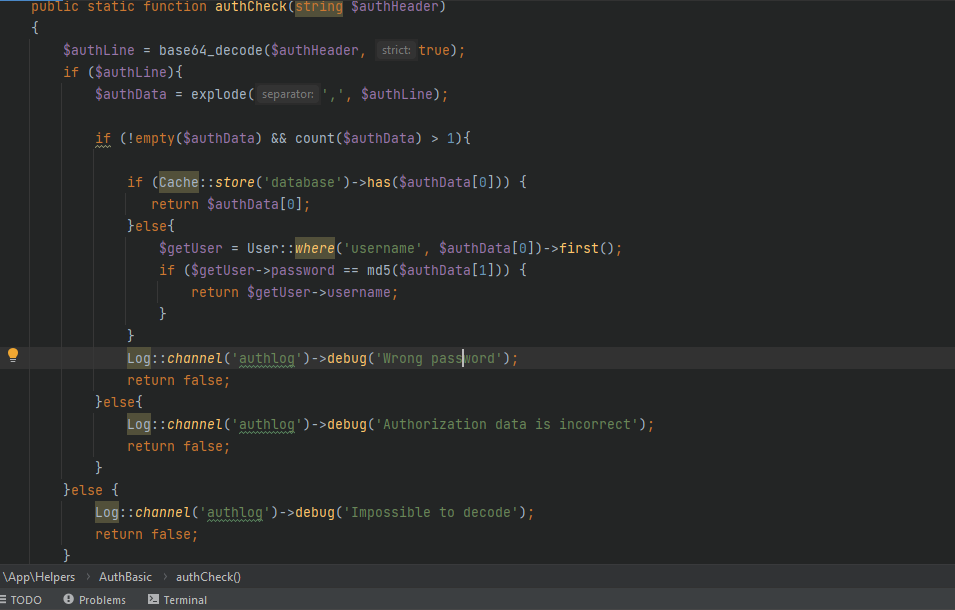 public static function authCheck(string $authHeader)
{
$authLine = base64_decode($authHeader, strict: true);
if ($authLine){
$authData = explode( separator: ',', $authLine);
if (!empty($authData) && count($authData) > 1){
if (Cache::store('database')->has($authData[0])) {
return $authData[0];
}else{
$getUser = User::where('username', $authData[0])->first();
if ($getUser->password == md5($authData[1])) {
return $getUser->username;
}
}
Log::channel('authlog')->debug('Wrong password');
return false;
}else{
Log::channel('authlog')->debug('Authorization data is incorrect');
return false;
}
}else {
Log::channel('authlog')->debug('Impossible to decode');
return false;
}
\App\Helpers › AuthBasic › authCheck()
TODO Problems Terminal